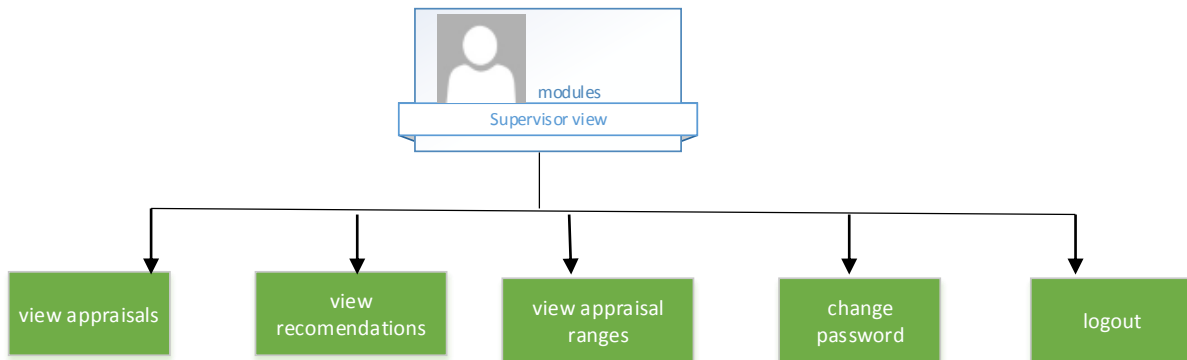 modules
Supervisor view
view appraisals
view
recomendations
view appraisal
ranges
change
password
logout